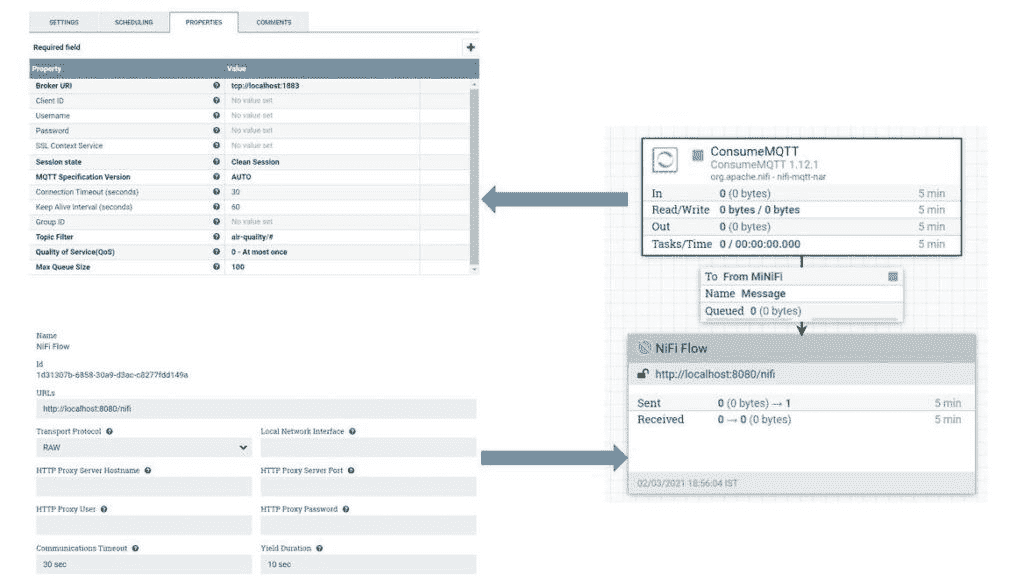 SETTINGS SCHEDULING PROPERTIES COMMENTS
Required field
Property Value
Broker URI tcp://localhost:1883
Client ID No value set
Username No value set
Password No value set
SSL Context Service No value set
Session state Clean Session
MQTT Specification Version AUTO
Connection Timeout (seconds) 30
Keep Alive Interval (seconds) 60
Group ID No value set
Topic Filter air-quality/#
Quality of Service(QoS) 0 - At most once
Max Queue Size 100
Name
NiFi Flow
Id
1d31307b-6858-30a9-d3ac-c8277fdd149a
URLs
http://localhost:8080/nifi
Transport Protocol Local Network Interface
RAW
HTTP Proxy Server Hostname HTTP Proxy Server Port
HTTP Proxy User HTTP Proxy Password
Communications Timeout Yield Duration
30 sec 10 sec
ConsumeMQTT
ConsumeMQTT 1.12.1
org.apache.nifi - nifi-mqtt-nar
In 0 (0 bytes) 5 min
Read/Write 0 bytes / 0 bytes 5 min
Out 0 (0 bytes) 5 min
Tasks/Time 0 / 00:00:00.000 5 min
To From MiNiFi
Name Message
Queued 0 (0 bytes)
NiFi Flow
http://localhost:8080/nifi
Sent 0 (0 bytes) → 1 5 min
Received 0 → 0 (0 bytes) 5 min
02/03/2021 18:56:04 IST